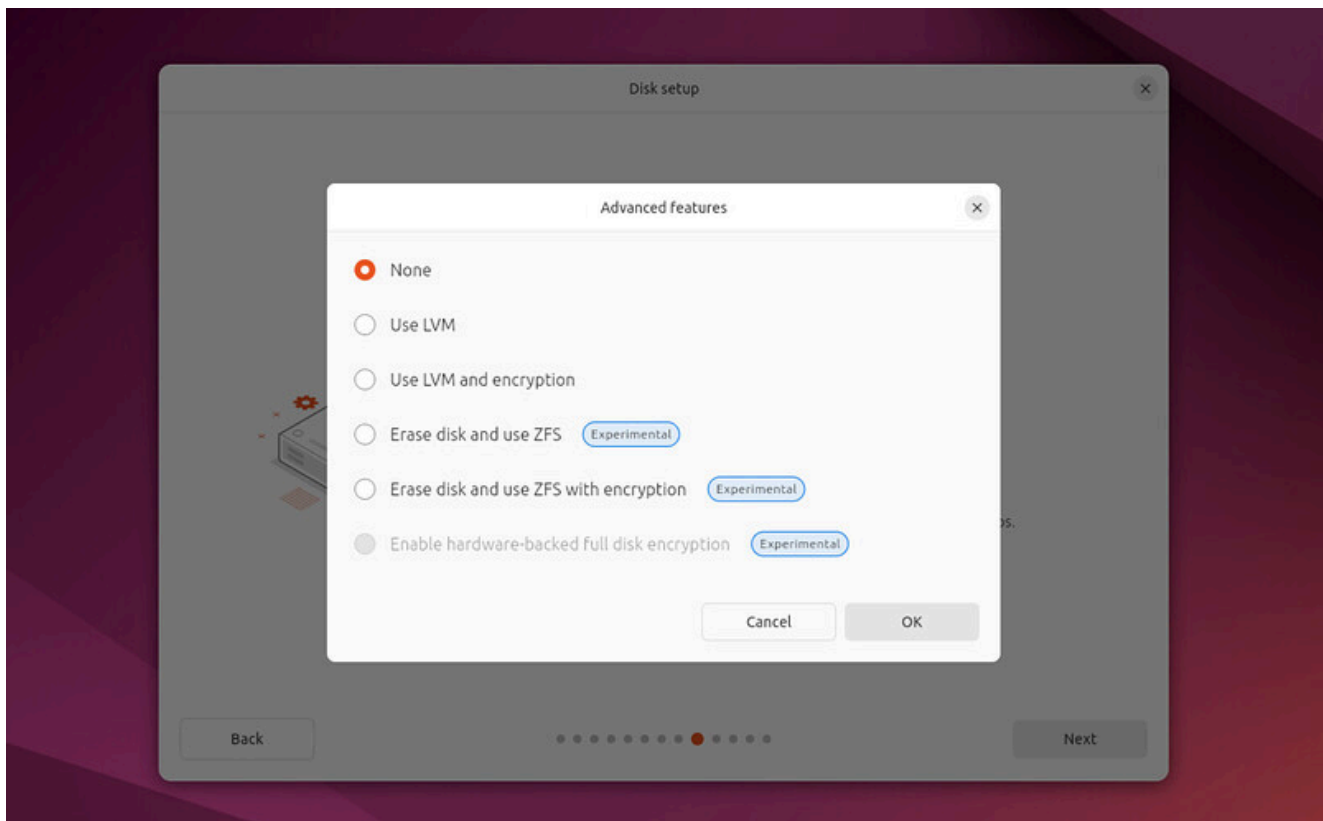 Disk setup
Advanced features
None
Use LVM
Use LVM and encryption
Erase disk and use ZFS Experimental
Erase disk and use ZFS with encryption Experimental
Enable hardware-backed full disk encryption Experimental
Cancel OK
Back Next